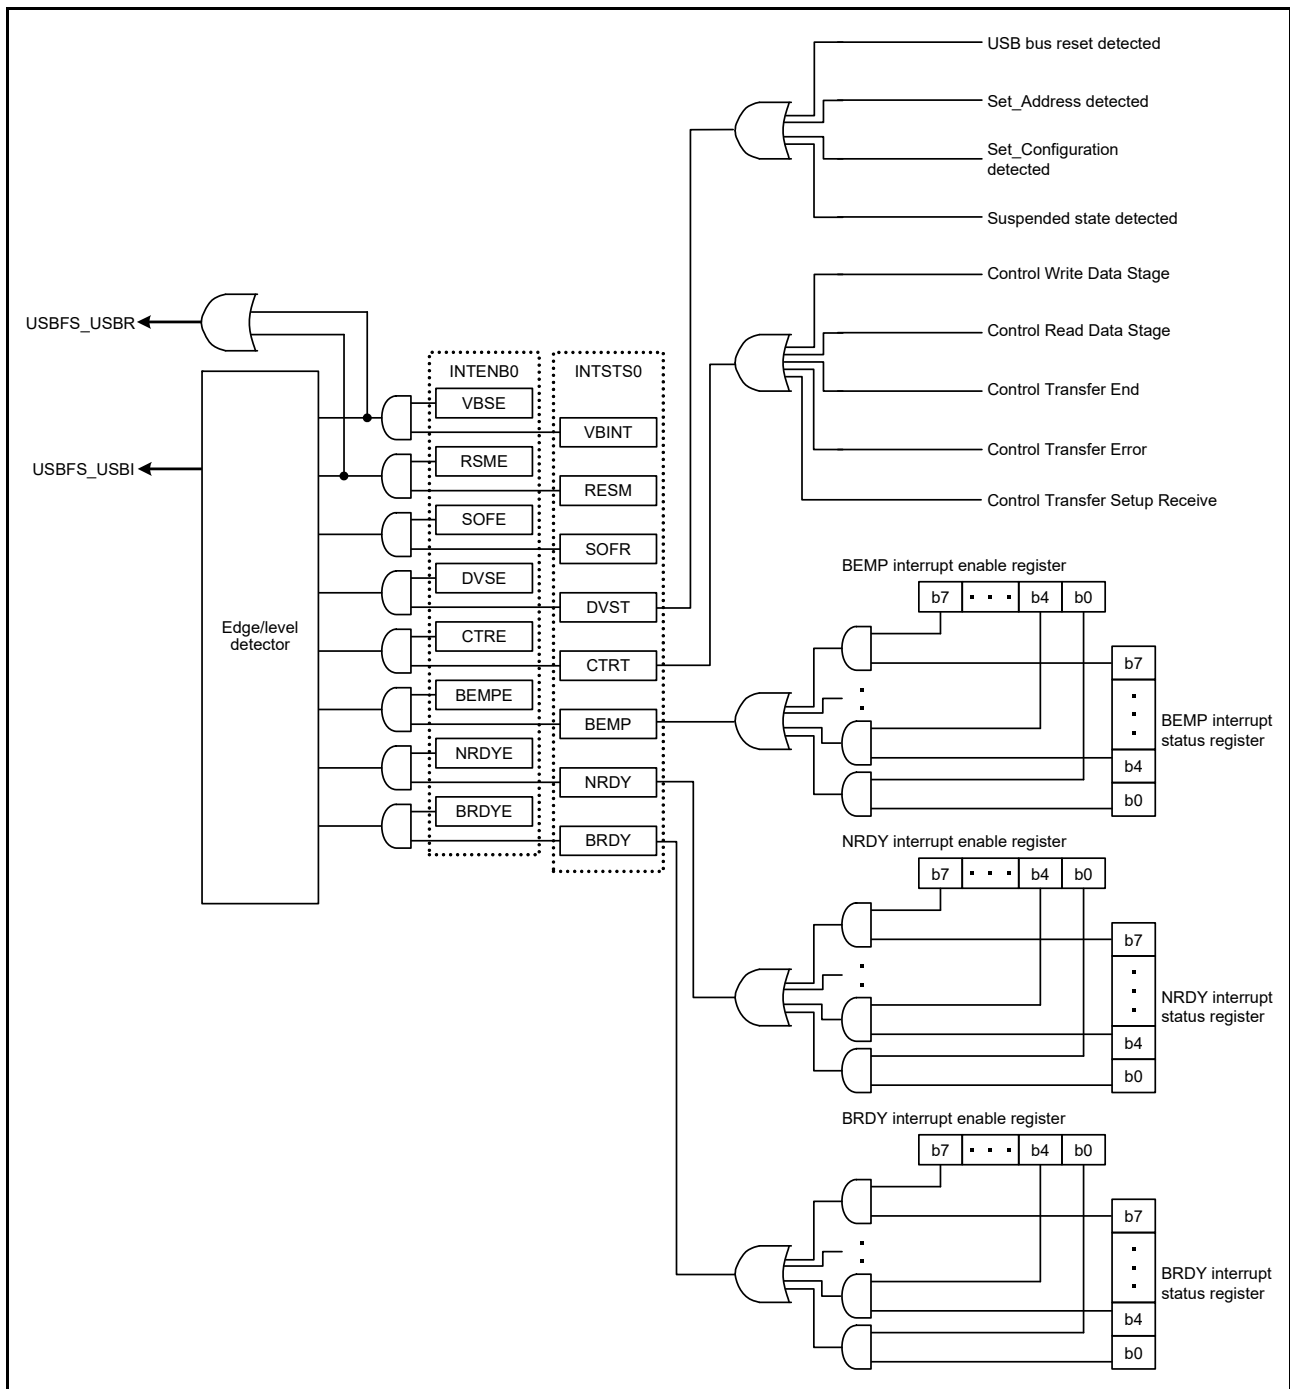 USB bus reset detected
Set_Address detected
Set_Configuration
detected
Suspended state detected
Control Write Data Stage
Control Read Data Stage
Control Transfer End
Control Transfer Error
Control Transfer Setup Receive
USBFS_USBR
USBFS_USBI
Edge/level
detector
INTENB0
VBSE
RSME
SOFE
DVSE
CTRE
BEMPE
NRDYE
BRDYE
INTSTS0
VBINT
RESM
SOFR
DVST
CTRT
BEMP
NRDY
BRDY
BEMP interrupt enable register
b7 · · · b4 b0
b7
b4
b0
BEMP interrupt
status register
NRDY interrupt enable register
b7 · · · b4 b0
b7
b4
b0
NRDY interrupt
status register
BRDY interrupt enable register
b7 · · · b4 b0
b7
b4
b0
BRDY interrupt
status register